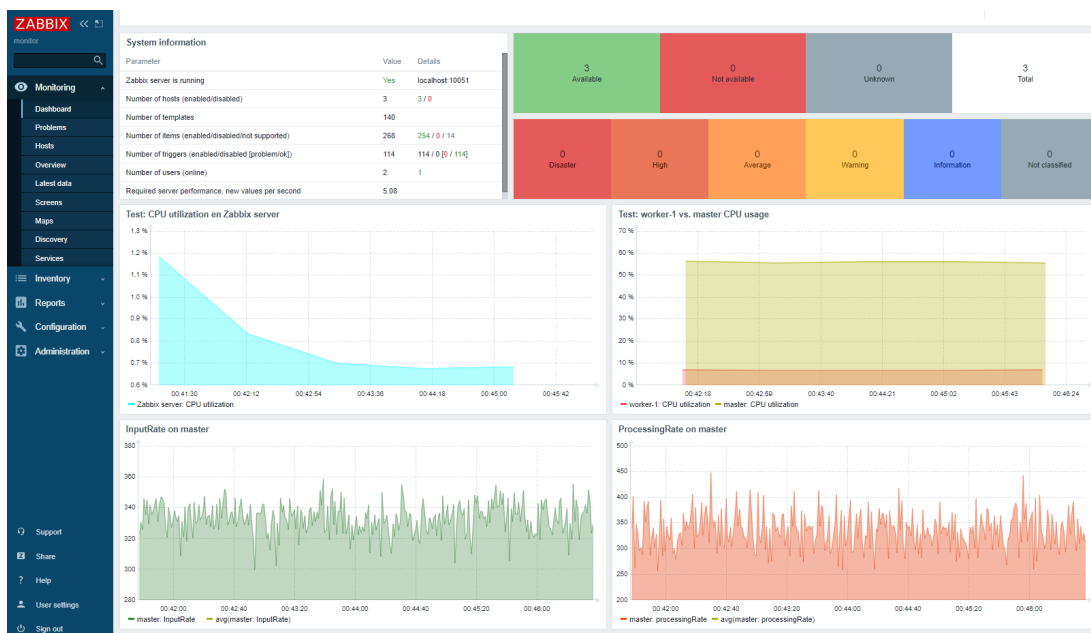 ZABBIX
monitor
Monitoring
Dashboard
Problems
Hosts
Overview
Latest data
Screens
Maps
Discovery
Services
Inventory
Reports
Configuration
Administration
Support
Share
? Help
User settings
Sign out
System information
Parameter Value Details
Zabbix server is running Yes localhost:10051
Number of hosts (enabled/disabled) 3 3 / 0
Number of templates 140
Number of items (enabled/disabled/not supported) 268 254 / 0 / 14
Number of triggers (enabled/disabled [problem/ok]) 114 114 / 0 [0 / 114]
Number of users (online) 2 1
Required server performance, new values per second 5.08
3 0 0 3
Available Not available Unknown Total
0 0 0 0 0 0
Disaster High Average Warning Information Not classified
Test: CPU utilization en Zabbix server
1.3 %
1.2 %
1.1 %
1.0 %
0.9 %
0.8 %
0.7 %
0.6 %
00:41:30 00:42:12 00:42:54 00:43:36 00:44:18 00:45:00 00:45:42
Zabbix server: CPU utilization
Test: worker-1 vs. master CPU usage
70 %
60 %
50 %
40 %
30 %
20 %
10 %
0 %
00:42:18 00:42:59 00:43:40 00:44:21 00:45:02 00:45:43 00:46:24
worker-1: CPU utilization master: CPU utilization
InputRate on master
380
360
340
320
300
280
00:42:00 00:42:40 00:43:20 00:44:00 00:44:40 00:45:20 00:46:00
master: InputRate avg(master: InputRate)
ProcessingRate on master
500
450
400
350
300
250
200
00:42:00 00:42:40 00:43:20 00:44:00 00:44:40 00:45:20 00:46:00
master: processingRate avg(master: processingRate)